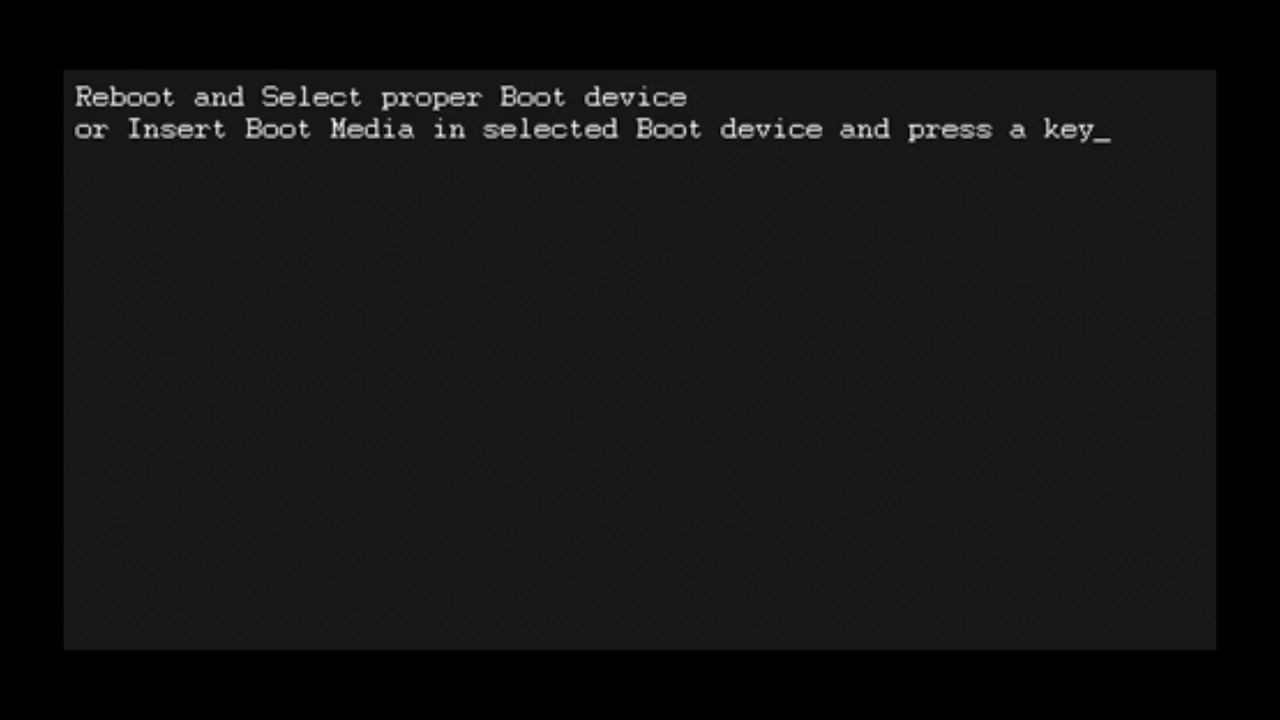 Reboot and Select proper Boot device
or Insert Boot Media in selected Boot device and press a key_